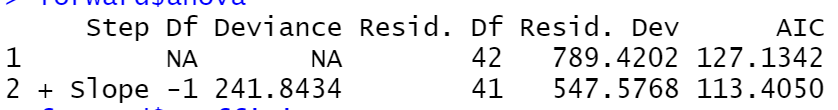 > forward$anova
Step Df Deviance Resid. Df Resid. Dev AIC
1 NA NA 42 789.4202 127.1342
2 + Slope -1 241.8434 41 547.5768 113.4050